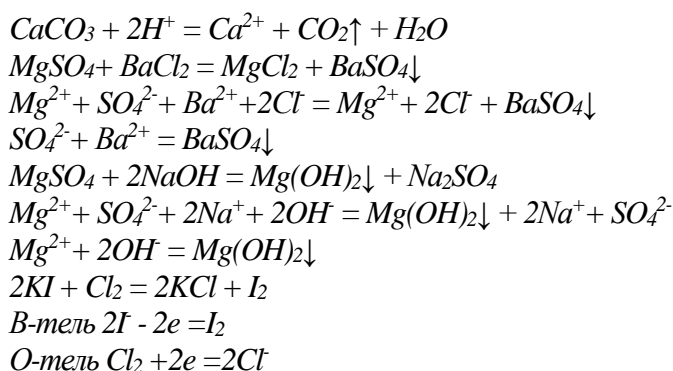 CaCO₃ + 2H⁺ = Ca²⁺ + CO₂↑ + H₂O
MgSO₄+ BaCl₂ = MgCl₂ + BaSO₄↓
Mg²⁺+ SO₄²⁻+ Ba²⁺+2Cl⁻ = Mg²⁺+ 2Cl⁻ + BaSO₄↓
SO₄²⁻+ Ba²⁺ = BaSO₄↓
MgSO₄ + 2NaOH = Mg(OH)₂↓ + Na₂SO₄
Mg²⁺+ SO₄²⁻+ 2Na⁺+ 2OH⁻ = Mg(OH)₂↓ + 2Na⁺+ SO₄²⁻
Mg²⁺+ 2OH⁻ = Mg(OH)₂↓
2KI + Cl₂ = 2KCl + I₂
В-тель 2I⁻ - 2e =I₂
О-тель Cl₂ +2e =2Cl⁻